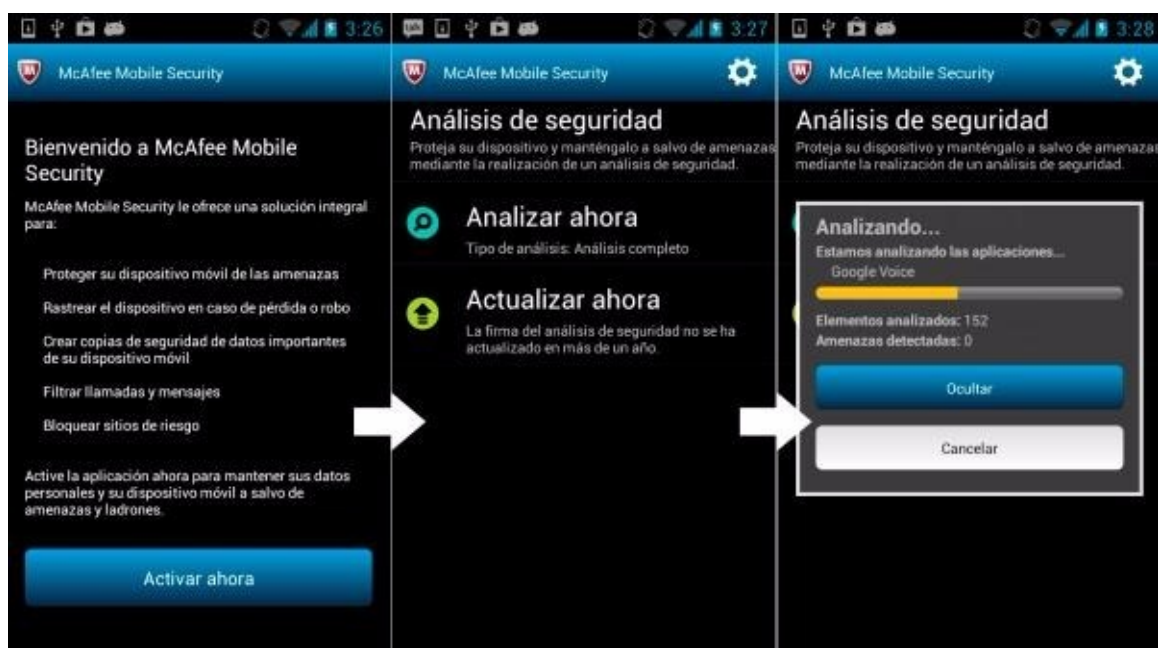 3:26
McAfee Mobile Security
Bienvenido a McAfee Mobile
Security
McAfee Mobile Security le ofrece una solución integral
para:
Proteger su dispositivo móvil de las amenazas
Rastrear el dispositivo en caso de pérdida o robo
Crear copias de seguridad de datos importantes
de su dispositivo móvil
Filtrar llamadas y mensajes
Bloquear sitios de riesgo
Active la aplicación ahora para mantener sus datos
personales y su dispositivo móvil a salvo de
amenazas y ladrones.
Activar ahora
3:27
McAfee Mobile Security
Análisis de seguridad
Proteja su dispositivo y manténgalo a salvo de amenazas
mediante la realización de un análisis de seguridad.
Analizar ahora
Tipo de análisis: Análisis completo
Actualizar ahora
La firma del análisis de seguridad no se ha
actualizado en más de un año.
3:28
McAfee Mobile Security
Análisis de seguridad
Proteja su dispositivo y manténgalo a salvo de amenazas
mediante la realización de un análisis de seguridad.
Analizando...
Estamos analizando las aplicaciones...
Google Voice
Elementos analizados: 152
Amenazas detectadas: 0
Ocultar
Cancelar